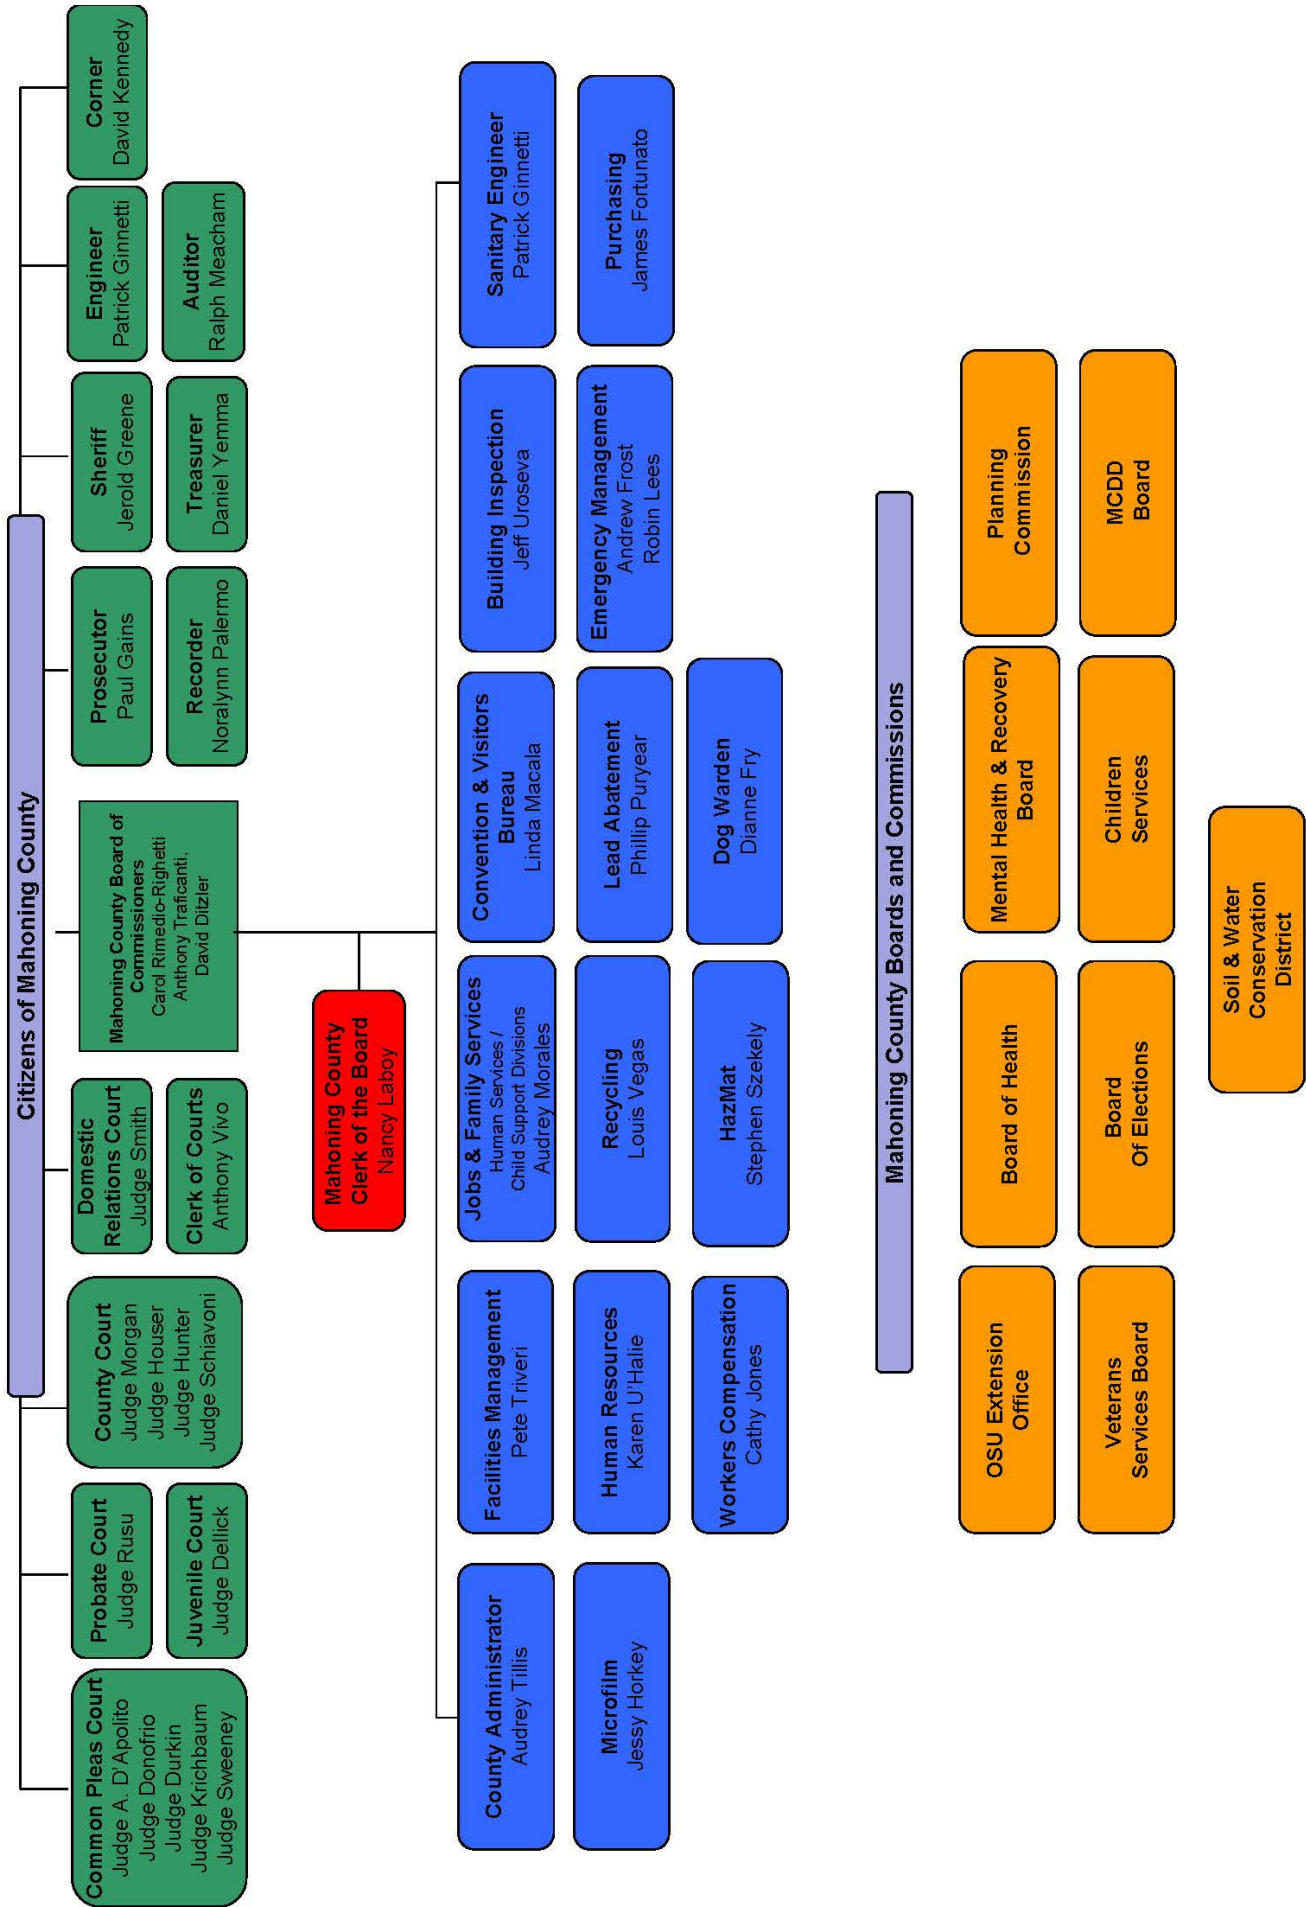 Citizens of Mahoning County
Common Pleas Court
Judge A. D'Apolito
Judge Donofrio
Judge Durkin
Judge Krichbaum
Judge Sweeney
Probate Court
Judge Rusu
Juvenile Court
Judge Dellick
County Court
Judge Morgan
Judge Houser
Judge Hunter
Judge Schiavoni
Domestic
Relations Court
Judge Smith
Clerk of Courts
Anthony Vivo
Mahoning County Board of
Commissioners
Carol Rimedio-Righetti
Anthony Traficanti,
David Ditzler
Prosecutor
Paul Gains
Recorder
Noralynn Palermo
Sheriff
Jerold Greene
Treasurer
Daniel Yemma
Engineer
Patrick Ginnetti
Auditor
Ralph Meacham
Corner
David Kennedy
Mahoning County
Clerk of the Board
Nancy Laboy
County Administrator
Audrey Tillis
Facilities Management
Pete Triveri
Jobs & Family Services
Human Services /
Child Support Divisions
Audrey Morales
Convention & Visitors
Bureau
Linda Macala
Building Inspection
Jeff Uroseva
Sanitary Engineer
Patrick Ginnetti
Microfilm
Jessy Horkey
Human Resources
Karen U'Halie
Recycling
Louis Vegas
Lead Abatement
Phillip Puryear
Emergency Management
Andrew Frost
Robin Lees
Purchasing
James Fortunato
Workers Compensation
Cathy Jones
HazMat
Stephen Szekely
Dog Warden
Dianne Fry
Mahoning County Boards and Commissions
OSU Extension
Office
Board of Health
Mental Health & Recovery
Board
Planning
Commission
Veterans
Services Board
Board
Of Elections
Children
Services
MCDD
Board
Soil & Water
Conservation
District